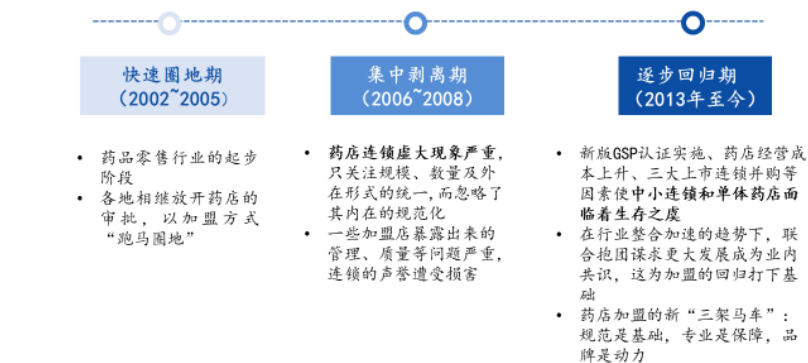 快速圈地期
（2002~2005）
集中剥离期
（2006~2008）
逐步回归期
（2013年至今）
• 药品零售行业的起步
阶段
• 各地相继放开药店的
审批，以加盟方式
“跑马圈地”
• 药店连锁虚大现象严重，
只关注规模、数量及外
在形式的统一，而忽略了
其内在的规范化
• 一些加盟店暴露出来的
管理、质量等问题严重，
连锁的声誉遭受损害
• 新版GSP认证实施、药店经营成
本上升、三大上市连锁并购等
因素使中小连锁和单体药店面
临着生存之虞
• 在行业整合加速的趋势下，联
合抱团谋求更大发展成为业内
共识，这为加盟的回归打下基
础
• 药店加盟的新“三架马车”：
规范是基础，专业是保障，品
牌是动力